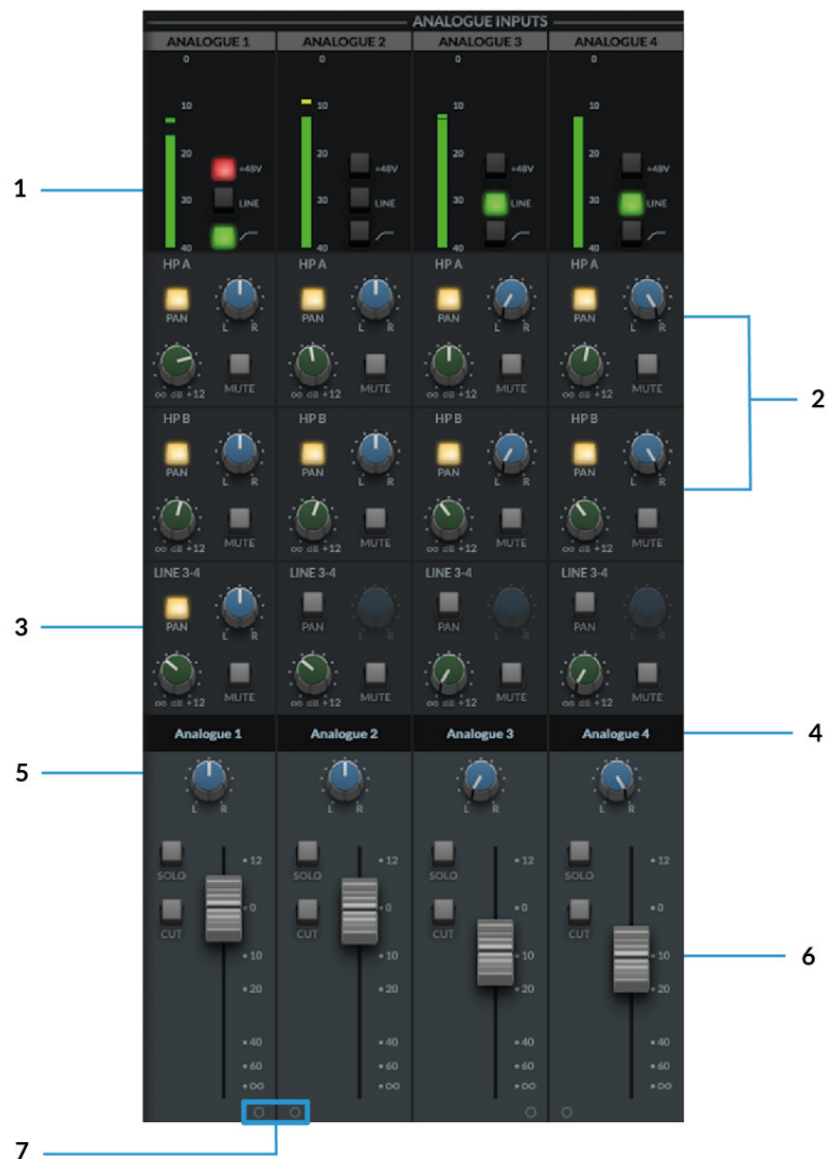 ANALOGUE INPUTS
ANALOGUE 1 ANALOGUE 2 ANALOGUE 3 ANALOGUE 4
0 0 0 0
10 10 10 10
20 20 20 20
+48V +48V +48V +48V
1
30 LINE 30 LINE 30 LINE 30 LINE
40 40 40 40
HP A HP A HP A HP A
PAN L R PAN L R PAN L R PAN L R
∞ dB +12 MUTE ∞ dB +12 MUTE ∞ dB +12 MUTE ∞ dB +12 MUTE
2
HP B HP B HP B HP B
PAN L R PAN L R PAN L R PAN L R
∞ dB +12 MUTE ∞ dB +12 MUTE ∞ dB +12 MUTE ∞ dB +12 MUTE
LINE 3-4 LINE 3-4 LINE 3-4 LINE 3-4
3
PAN L R PAN L R PAN L R PAN L R
∞ dB +12 MUTE ∞ dB +12 MUTE ∞ dB +12 MUTE ∞ dB +12 MUTE
Analogue 1 Analogue 2 Analogue 3 Analogue 4
4
5
L R L R L R L R
12 12 12 12
SOLO SOLO SOLO SOLO
0 0 0 0
CUT CUT CUT CUT
10 10 10 10
6
20 20 20 20
40 40 40 40
60 60 60 60
∞ ∞ ∞ ∞
7